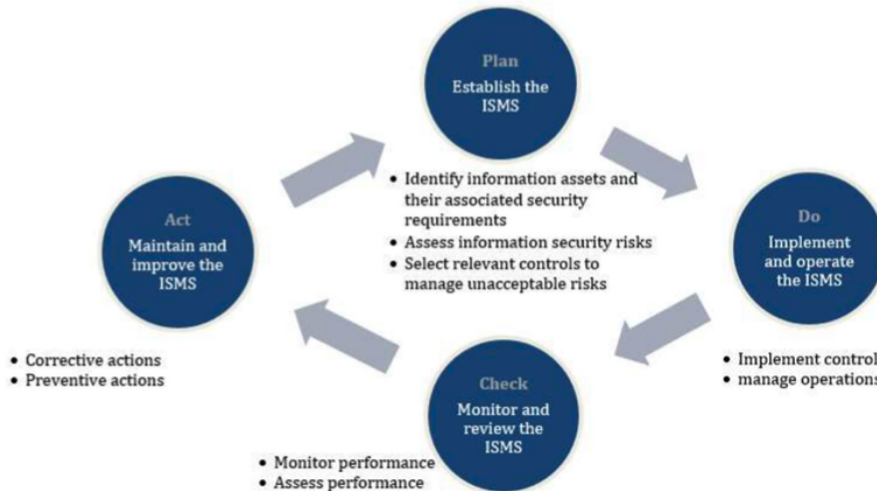 Plan
Establish the
ISMS
• Identify information assets and
their associated security
requirements
• Assess information security risks
• Select relevant controls to
manage unacceptable risks
Do
Implement
and operate
the ISMS
• Implement control
• manage operations
Check
Monitor and
review the
ISMS
• Monitor performance
• Assess performance
Act
Maintain and
improve the
ISMS
• Corrective actions
• Preventive actions